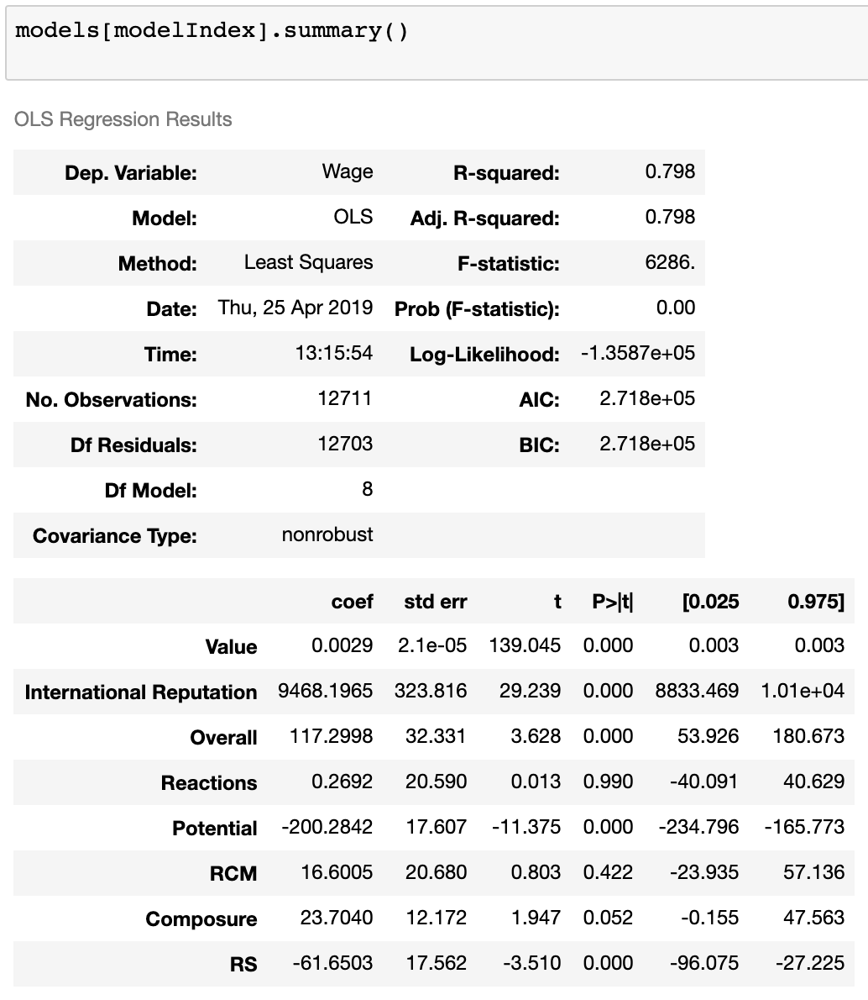 models[modelIndex].summary()
OLS Regression Results
Dep. Variable: Wage R-squared: 0.798
Model: OLS Adj. R-squared: 0.798
Method: Least Squares F-statistic: 6286.
Date: Thu, 25 Apr 2019 Prob (F-statistic): 0.00
Time: 13:15:54 Log-Likelihood: -1.3587e+05
No. Observations: 12711 AIC: 2.718e+05
Df Residuals: 12703 BIC: 2.718e+05
Df Model: 8
Covariance Type: nonrobust
coef std err t P>|t| [0.025 0.975]
Value 0.0029 2.1e-05 139.045 0.000 0.003 0.003
International Reputation 9468.1965 323.816 29.239 0.000 8833.469 1.01e+04
Overall 117.2998 32.331 3.628 0.000 53.926 180.673
Reactions 0.2692 20.590 0.013 0.990 -40.091 40.629
Potential -200.2842 17.607 -11.375 0.000 -234.796 -165.773
RCM 16.6005 20.680 0.803 0.422 -23.935 57.136
Composure 23.7040 12.172 1.947 0.052 -0.155 47.563
RS -61.6503 17.562 -3.510 0.000 -96.075 -27.225